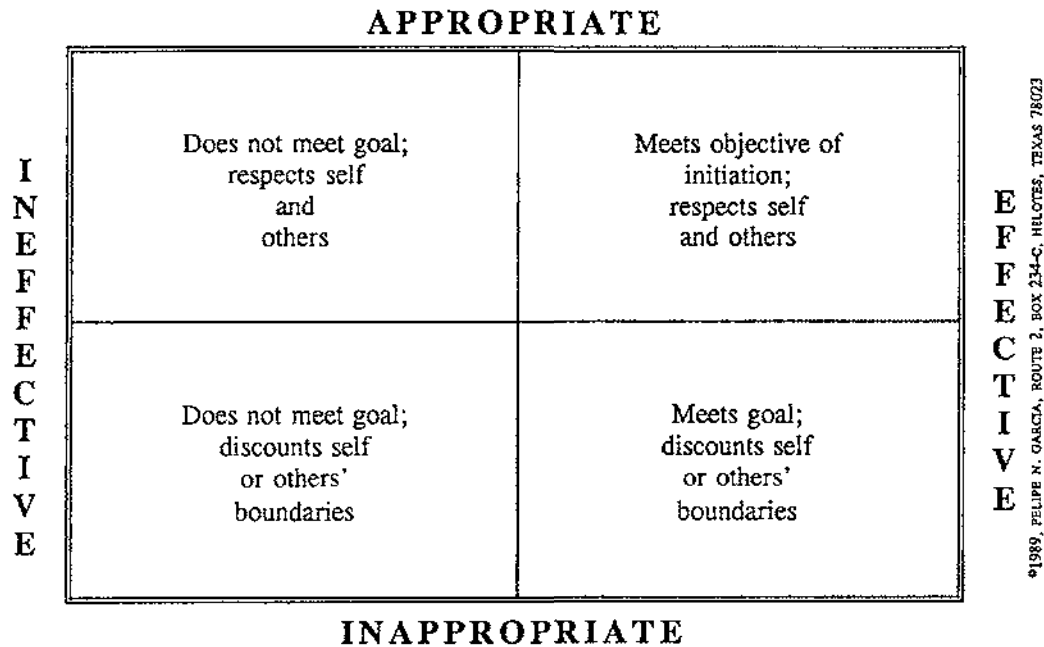 APPROPRIATE
INEFFECTIVE
Does not meet goal;
respects self
and
others
Meets objective of
initiation;
respects self
and others
Does not meet goal;
discounts self
or others'
boundaries
Meets goal;
discounts self
or others'
boundaries
EFFECTIVE
©1989, FELIPE N. GARCIA, ROUTE 2, BOX 234-C, HELOTES, TEXAS 78023
INAPPROPRIATE